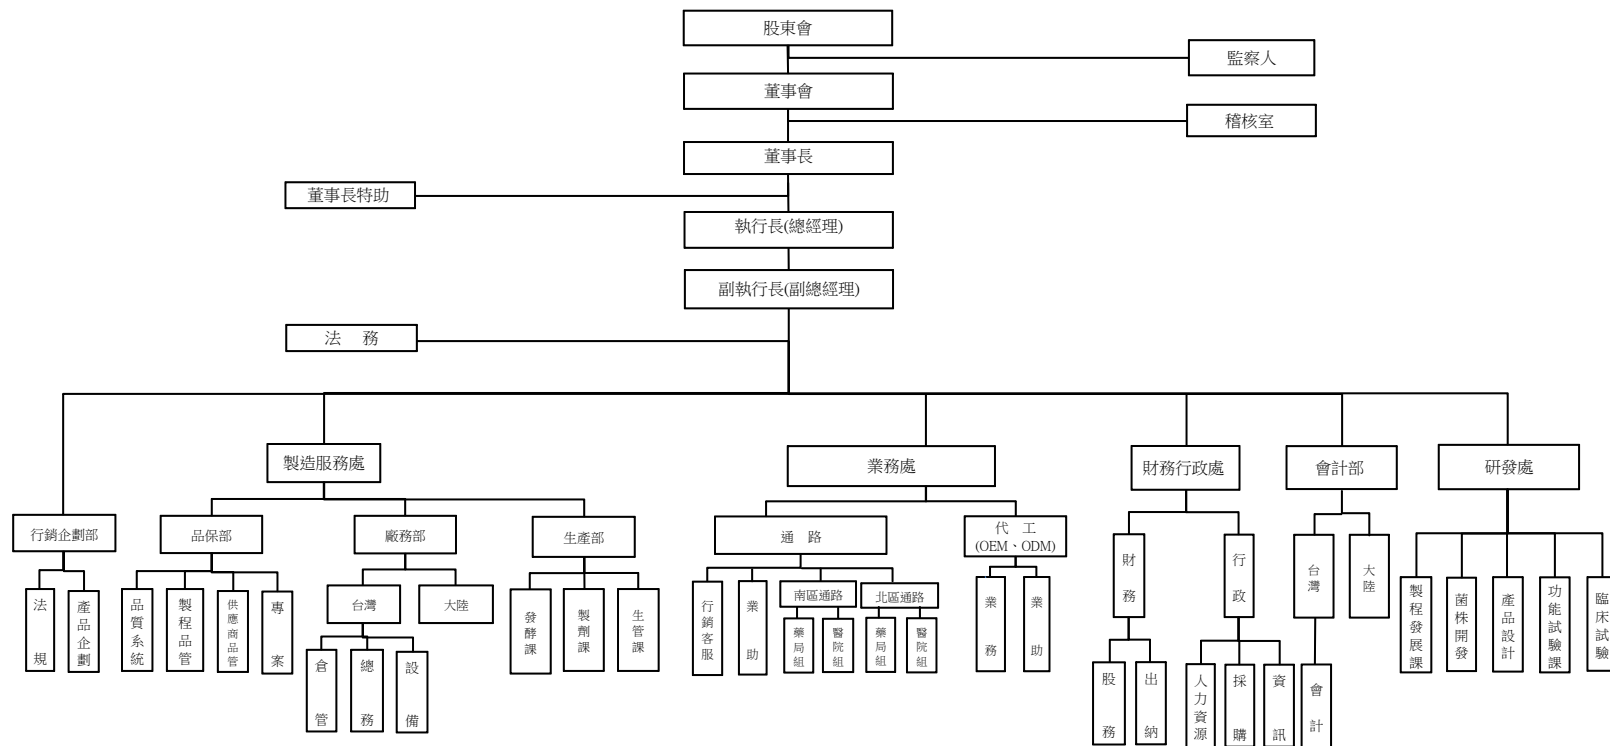 股東會
監察人
董事會
稽核室
董事長
董事長特助
執行長(總經理)
副執行長(副總經理)
法 務
製造服務處
業務處
財務行政處
會計部
研發處
行銷企劃部
品保部
廠務部
生產部
通 路
代 工
(OEM、ODM)
財務
行政
台灣
大陸
法規
產品企劃
品質系統
製程品管
供應商品管
專案
台灣
大陸
發酵課
製劑課
生管課
行銷客服
業助
南區通路
北區通路
業務
業助
製程發展課
菌株開發
產品設計
功能試驗課
臨床試驗
倉管
總務
設備
藥局組
醫院組
藥局組
醫院組
股務
出納
人力資源
採購
資訊
會計